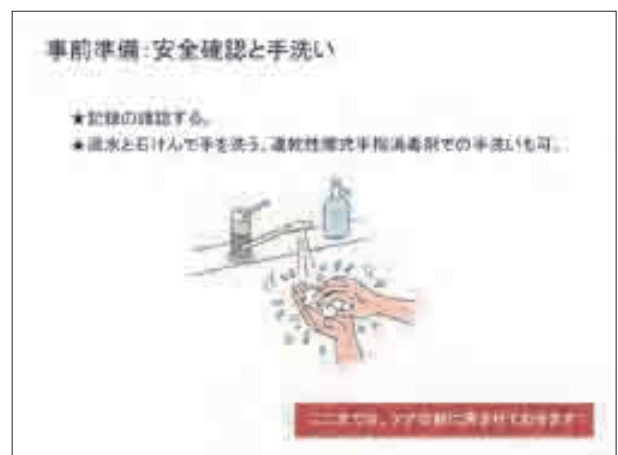 事前準備：安全確認と手洗い
★記録の確認する。
★流水と石けんで手を洗う。速乾性擦式手指消毒剤での手洗いも可。
ここまでは、ケアの前に済ませておきます